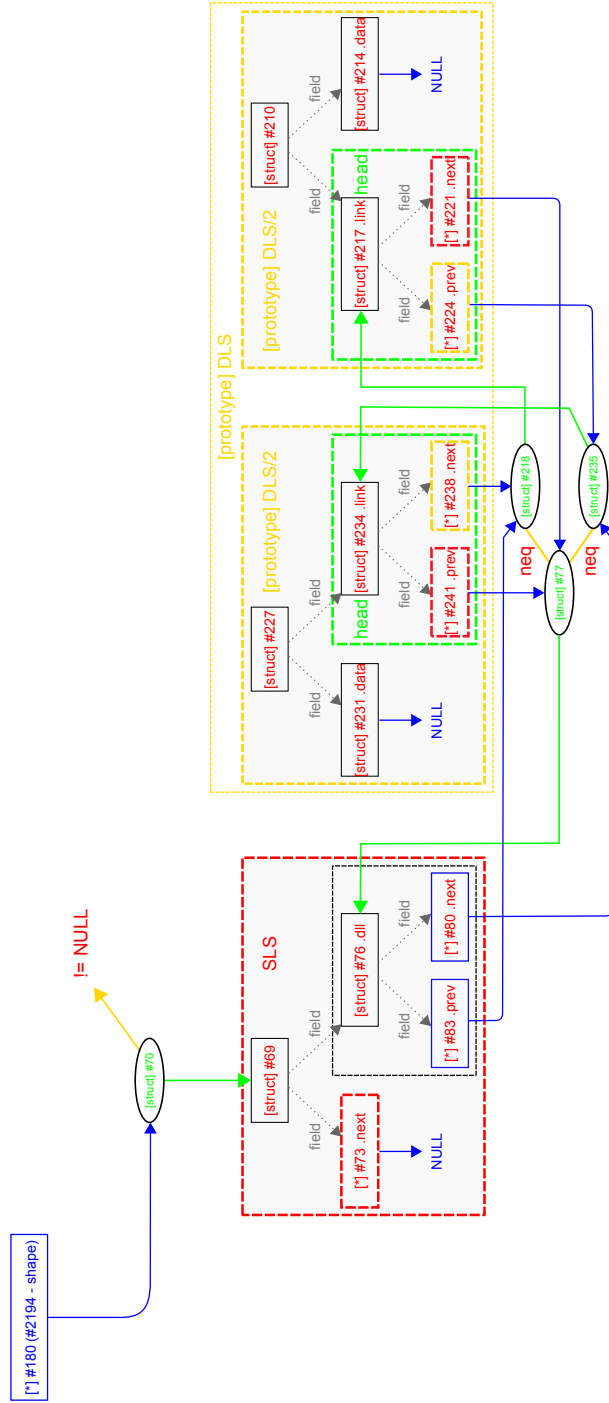 [*] #180 (#2194 - shape)
[struct] #70
!= NULL
SLS
[struct] #69
field
field
[*] #73 .next
NULL
[struct] #76 .dll
field
field
[*] #83 .prev
[*] #80 .next
[prototype] DLS
[prototype] DLS/2
[struct] #227
field
field
[struct] #231 .data
NULL
head
[struct] #234 .link
field
field
[*] #241 .prev
[*] #238 .next
[prototype] DLS/2
[struct] #210
field
field
[struct] #217 .link
head
field
field
[*] #224 .prev
[*] #221 .next
[struct] #214 .data
NULL
[struct] #218
neq
[struct] #77
neq
[struct] #235